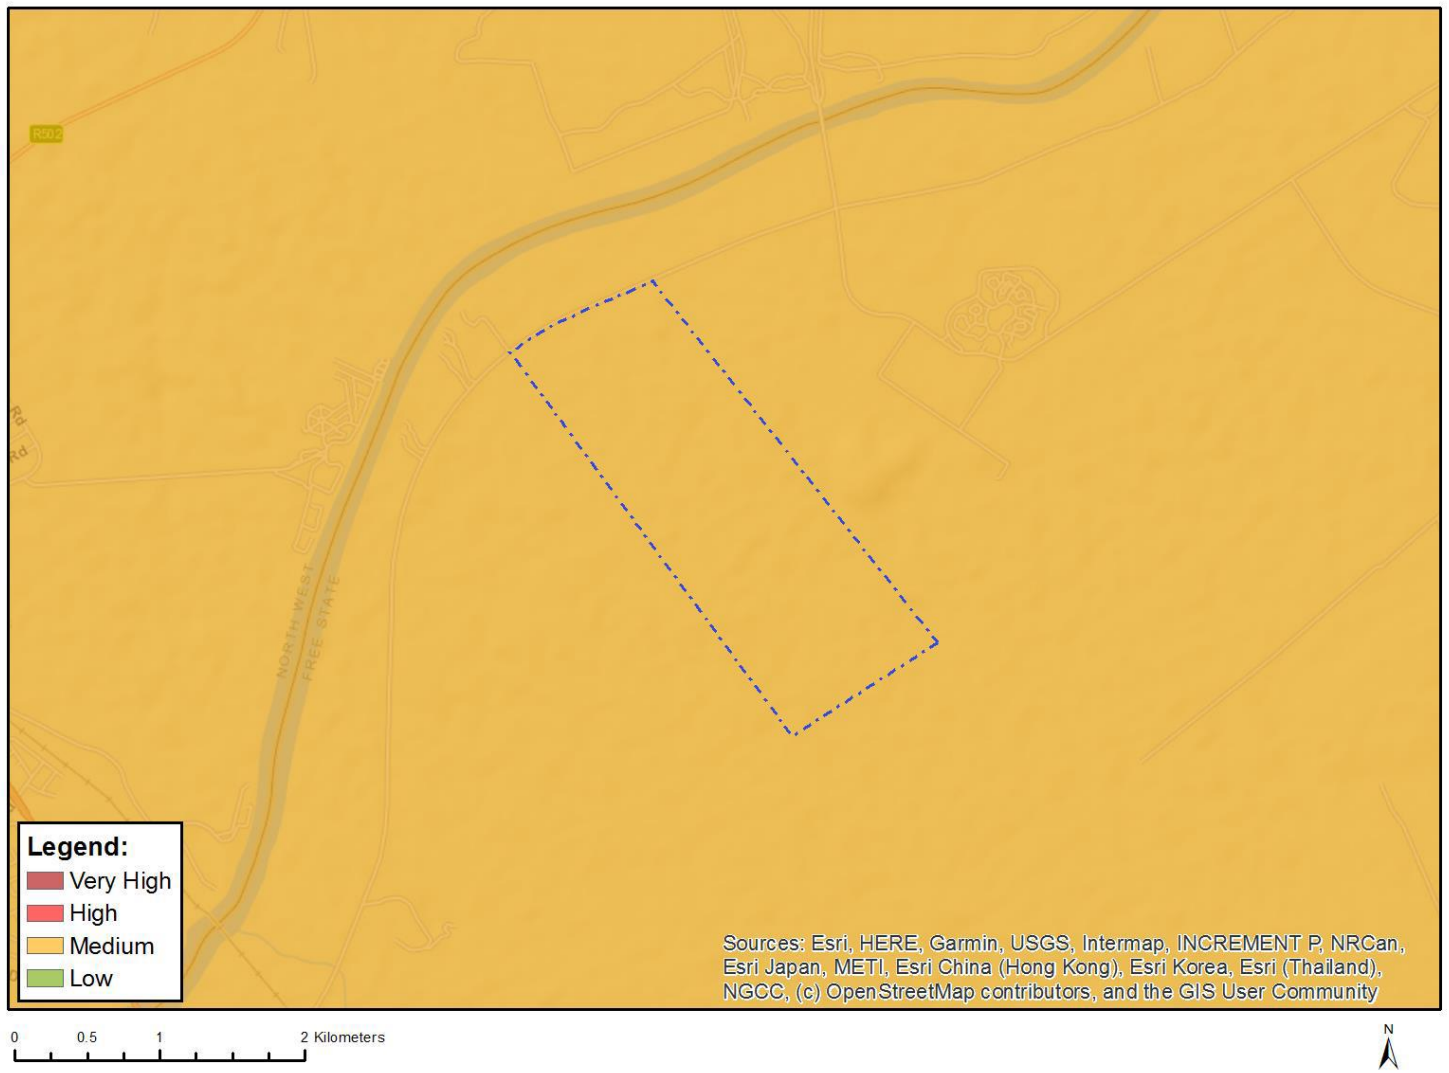 R502
Rd
Rd
NORTH WEST
FREE STATE
Legend:
Very High
High
Medium
Low
Sources: Esri, HERE, Garmin, USGS, Intermap, INCREMENT P, NRCan,
Esri Japan, METI, Esri China (Hong Kong), Esri Korea, Esri (Thailand),
NGCC, (c) OpenStreetMap contributors, and the GIS User Community
0 0.5 1 2 Kilometers
N